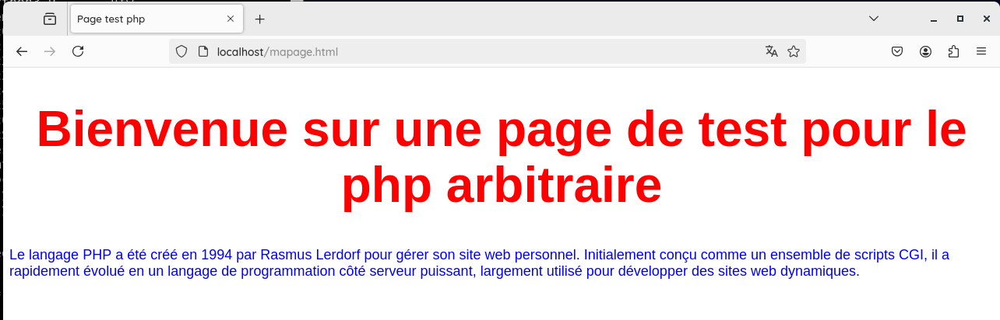 Page test php
localhost/mapage.html
Bienvenue sur une page de test pour le
php arbitraire
Le langage PHP a été créé en 1994 par Rasmus Lerdorf pour gérer son site web personnel. Initialement conçu comme un ensemble de scripts CGI, il a
rapidement évolué en un langage de programmation côté serveur puissant, largement utilisé pour développer des sites web dynamiques.